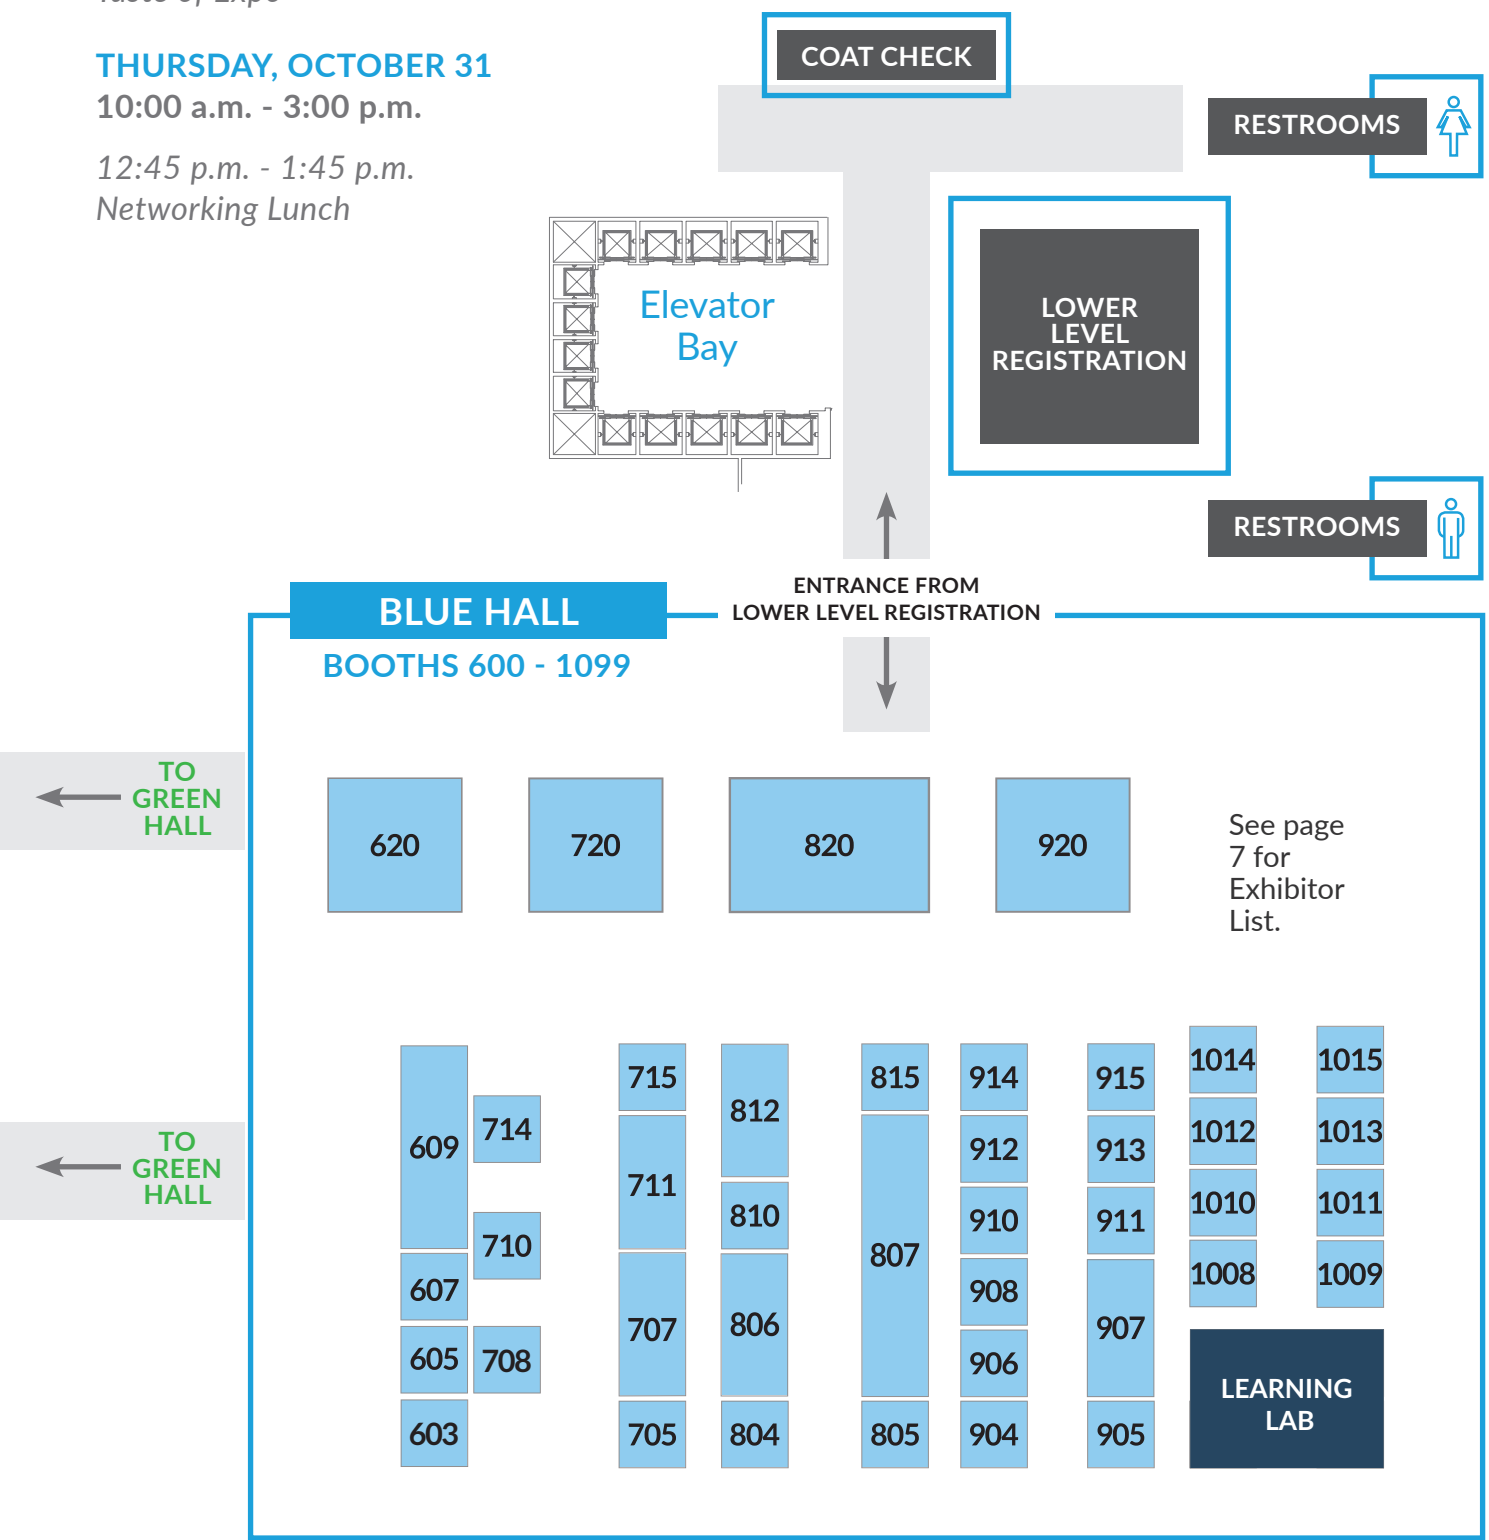 Taste of Expo
THURSDAY, OCTOBER 31
10:00 a.m. - 3:00 p.m.
12:45 p.m. - 1:45 p.m.
Networking Lunch
COAT CHECK
RESTROOMS
Elevator
Bay
LOWER
LEVEL
REGISTRATION
RESTROOMS
ENTRANCE FROM
LOWER LEVEL REGISTRATION
BLUE HALL
BOOTHS 600 - 1099
TO
GREEN
HALL
620
720
820
920
See page
7 for
Exhibitor
List.
TO
GREEN
HALL
609
607
605
603
714
710
708
715
711
707
705
812
810
806
804
815
807
805
914
912
910
908
906
904
915
913
911
907
905
1014
1012
1010
1008
1015
1013
1011
1009
LEARNING
LAB